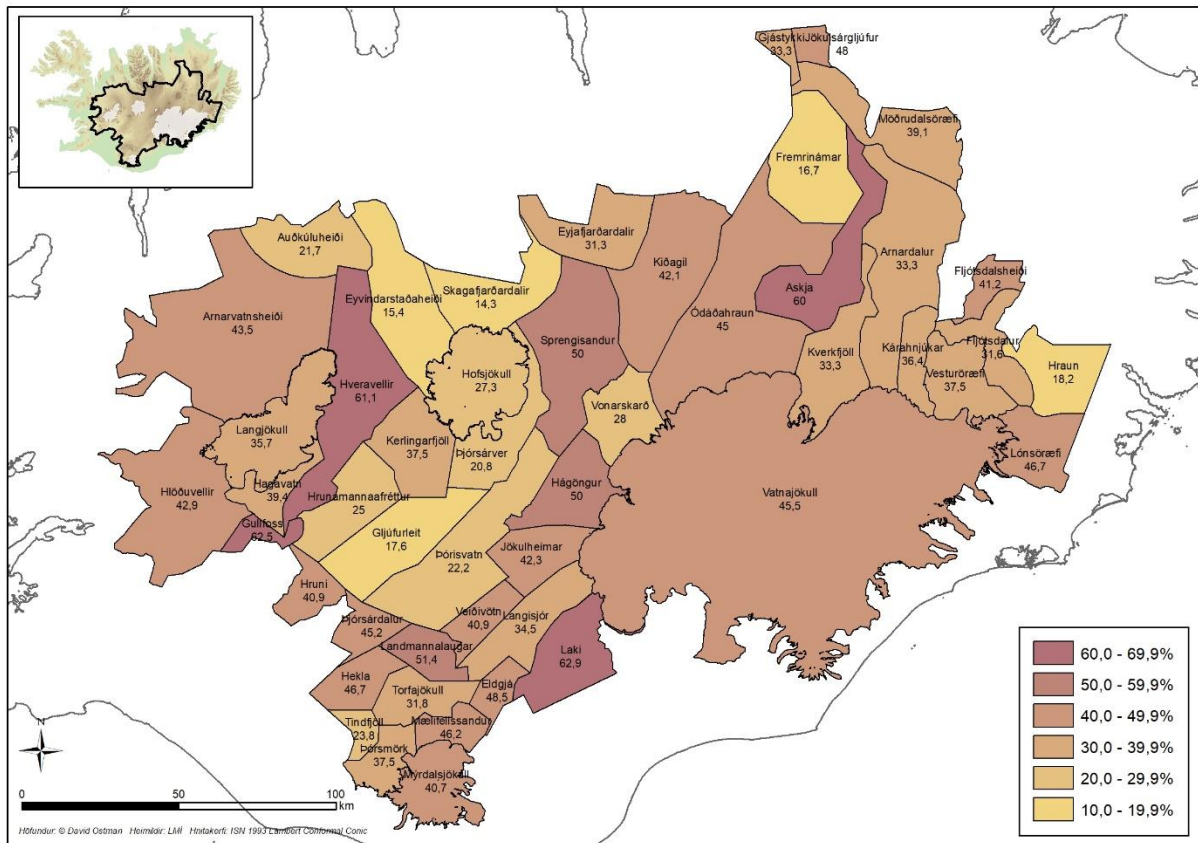 Gjástykki
33,3
Jökulsárgljúfur
48
Möðrudalsöræfi
39,1
Fremrinámar
16,7
Auðkúluheiði
21,7
Eyjafjarðardalir
31,3
Kiðagil
42,1
Arnardalur
33,3
Fljótsdalsheiði
41,2
Skagafjarðardalir
14,3
Eyvindarstaðaheiði
15,4
Askja
60
Arnarvatnsheiði
43,5
Ódáðahraun
45
Sprengisandur
50
Kverkfjöll
33,3
Kárahnjúkar
36,4
Fljótsdalur
31,6
Hraun
18,2
Vesturöræfi
37,5
Hofsjökull
27,3
Hveravellir
61,1
Vonarskarð
28
Langjökull
35,7
Kerlingarfjöll
37,5
Þjórsárver
20,8
Lónsöræfi
46,7
Hlöðuvellir
42,9
Hagavatn
39,4
Hrunamannaafréttur
25
Hágöngur
50
Vatnajökull
45,5
Gullfoss
62,5
Gljúfurleit
17,6
Þórisvatn
22,2
Jökulheimar
42,3
Hruni
40,9
Þjórsárdalur
45,2
Veiðivötn
40,9
Langisjór
34,5
Landmannalaugar
51,4
Laki
62,9
Hekla
46,7
Torfajökull
31,8
Eldgjá
48,5
Tindfjöll
23,8
Mælifellssandur
46,2
Þórsmörk
37,5
Mýrdalsjökull
40,7
60,0 - 69,9%
50,0 - 59,9%
40,0 - 49,9%
30,0 - 39,9%
20,0 - 29,9%
10,0 - 19,9%
N
0 50 100
km
Höfundur: © David Ostman Heimildir: LMÍ Hnitakerfi: ISN 1993 Lambert Conformal Conic